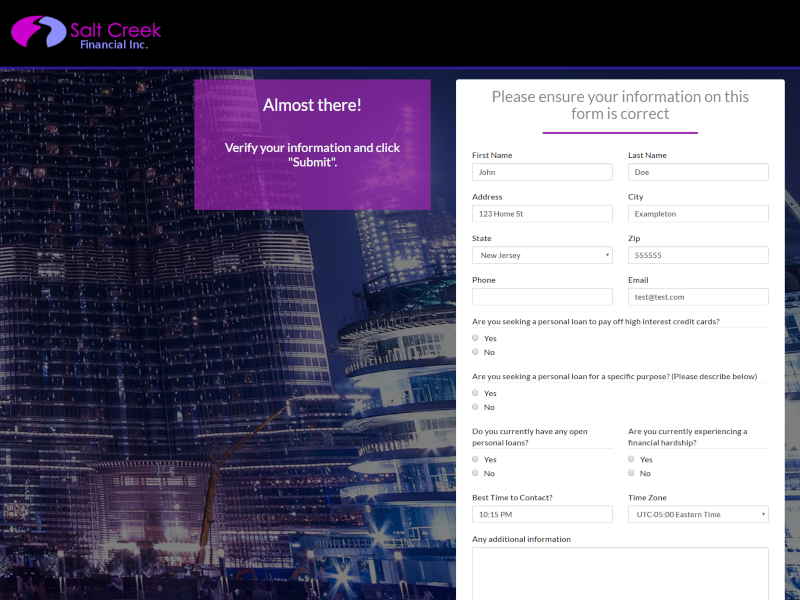 Salt Creek
Financial Inc.
Almost there!
Verify your information and click
"Submit".
Please ensure your information on this
form is correct
First Name
Last Name
John
Doe
Address
City
123 Home St
Exampleton
State
Zip
New Jersey
555555
Phone
Email
test@test.com
Are you seeking a personal loan to pay off high interest credit cards?
Yes
No
Are you seeking a personal loan for a specific purpose? (Please describe below)
Yes
No
Do you currently have any open
personal loans?
Yes
No
Are you currently experiencing a
financial hardship?
Yes
No
Best Time to Contact?
Time Zone
10:15 PM
UTC-05:00 Eastern Time
Any additional information